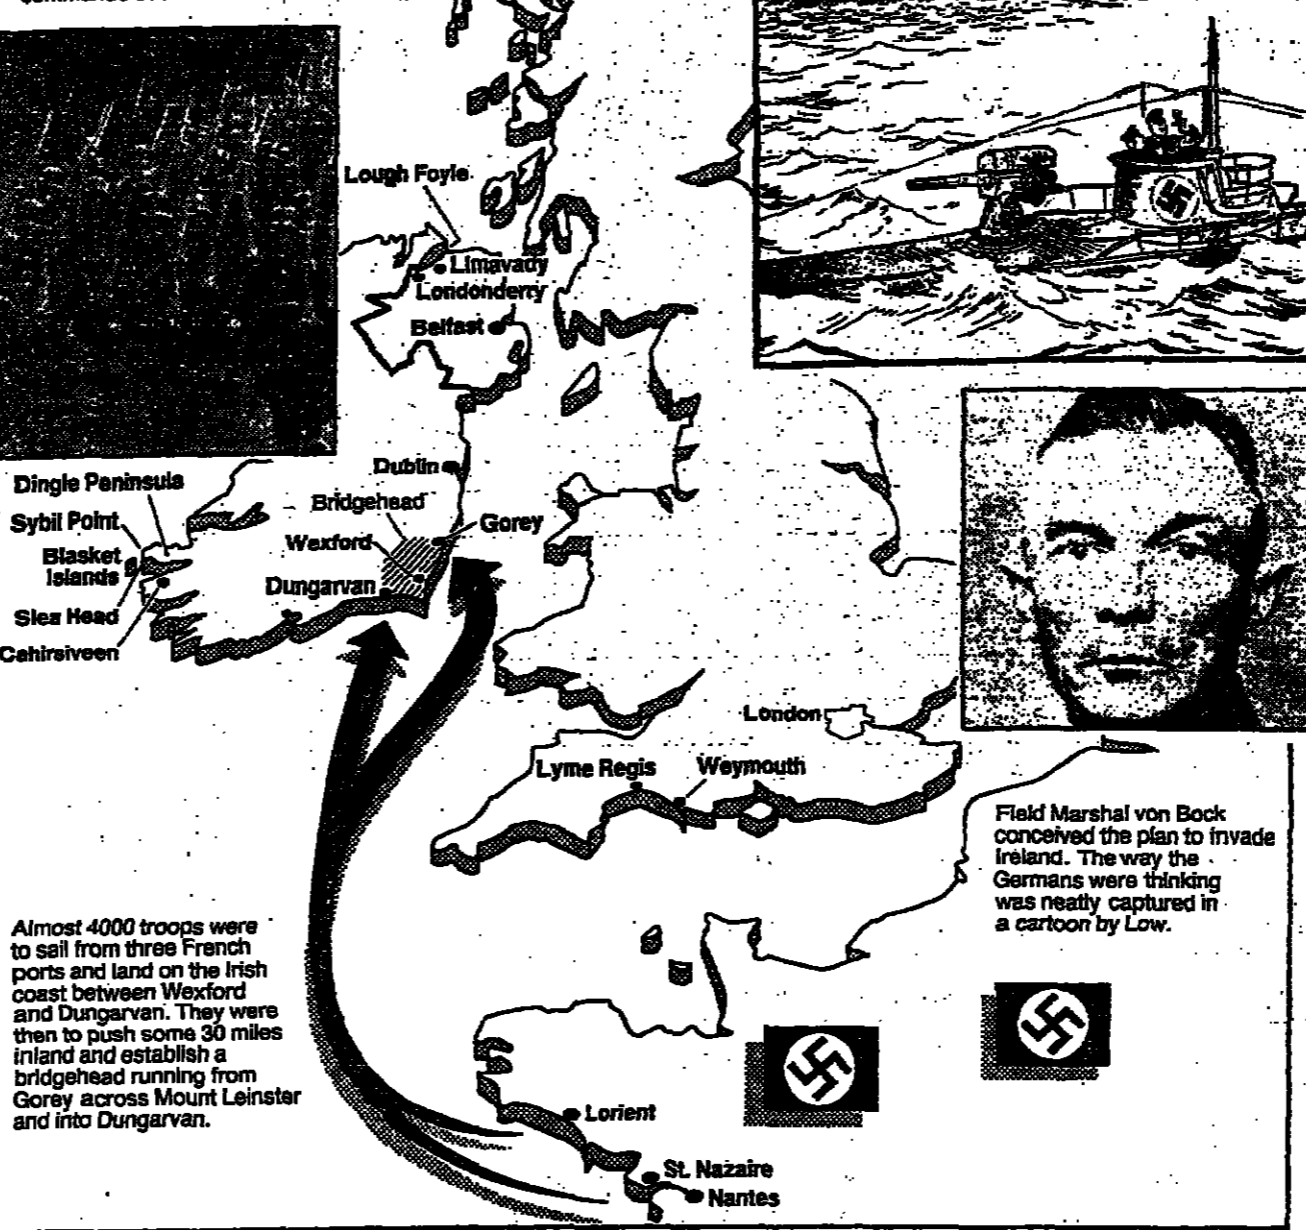 Lough Foyle
Limavady
Londonderry
Belfast
Dublin
Dingle Peninsula
Bridgehead
Sybil Point
Gorey
Wexford
Blasket
Islands
Dungarvan
Slea Head
Cahirsiveen
London
Lyme Regis
Weymouth
Field Marshal von Bock
conceived the plan to invade
Ireland. The way the
Germans were thinking
was neatly captured in
a cartoon by Low.
Almost 4000 troops were
to sail from three French
ports and land on the Irish
coast between Wexford
and Dungarvan. They were
then to push some 30 miles
inland and establish a
bridgehead running from
Gorey across Mount Leinster
and into Dungarvan.
Lorient
St. Nazaire
Nantes